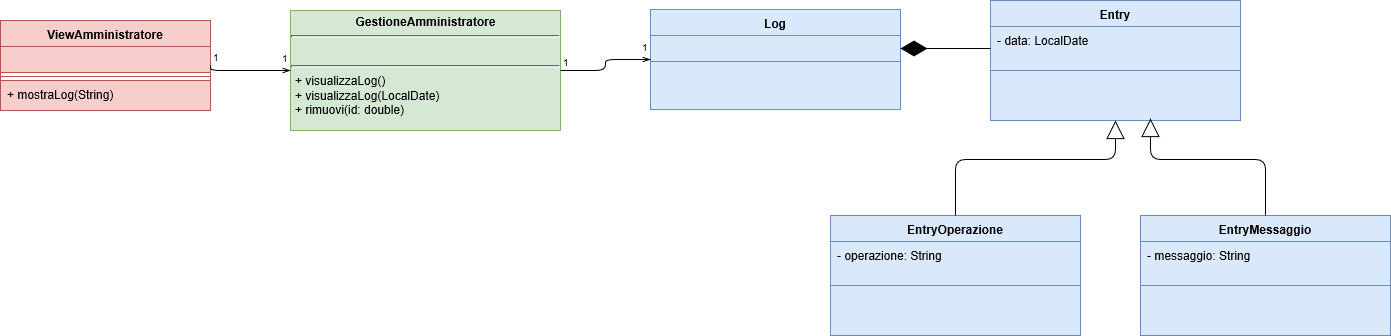 ViewAmministratore
+ mostraLog(String)
1
1
GestioneAmministratore
+ visualizzaLog()
+ visualizzaLog(LocalDate)
+ rimuovi(id: double)
1
1
Log
Entry
- data: LocalDate
EntryOperazione
- operazione: String
EntryMessaggio
- messaggio: String